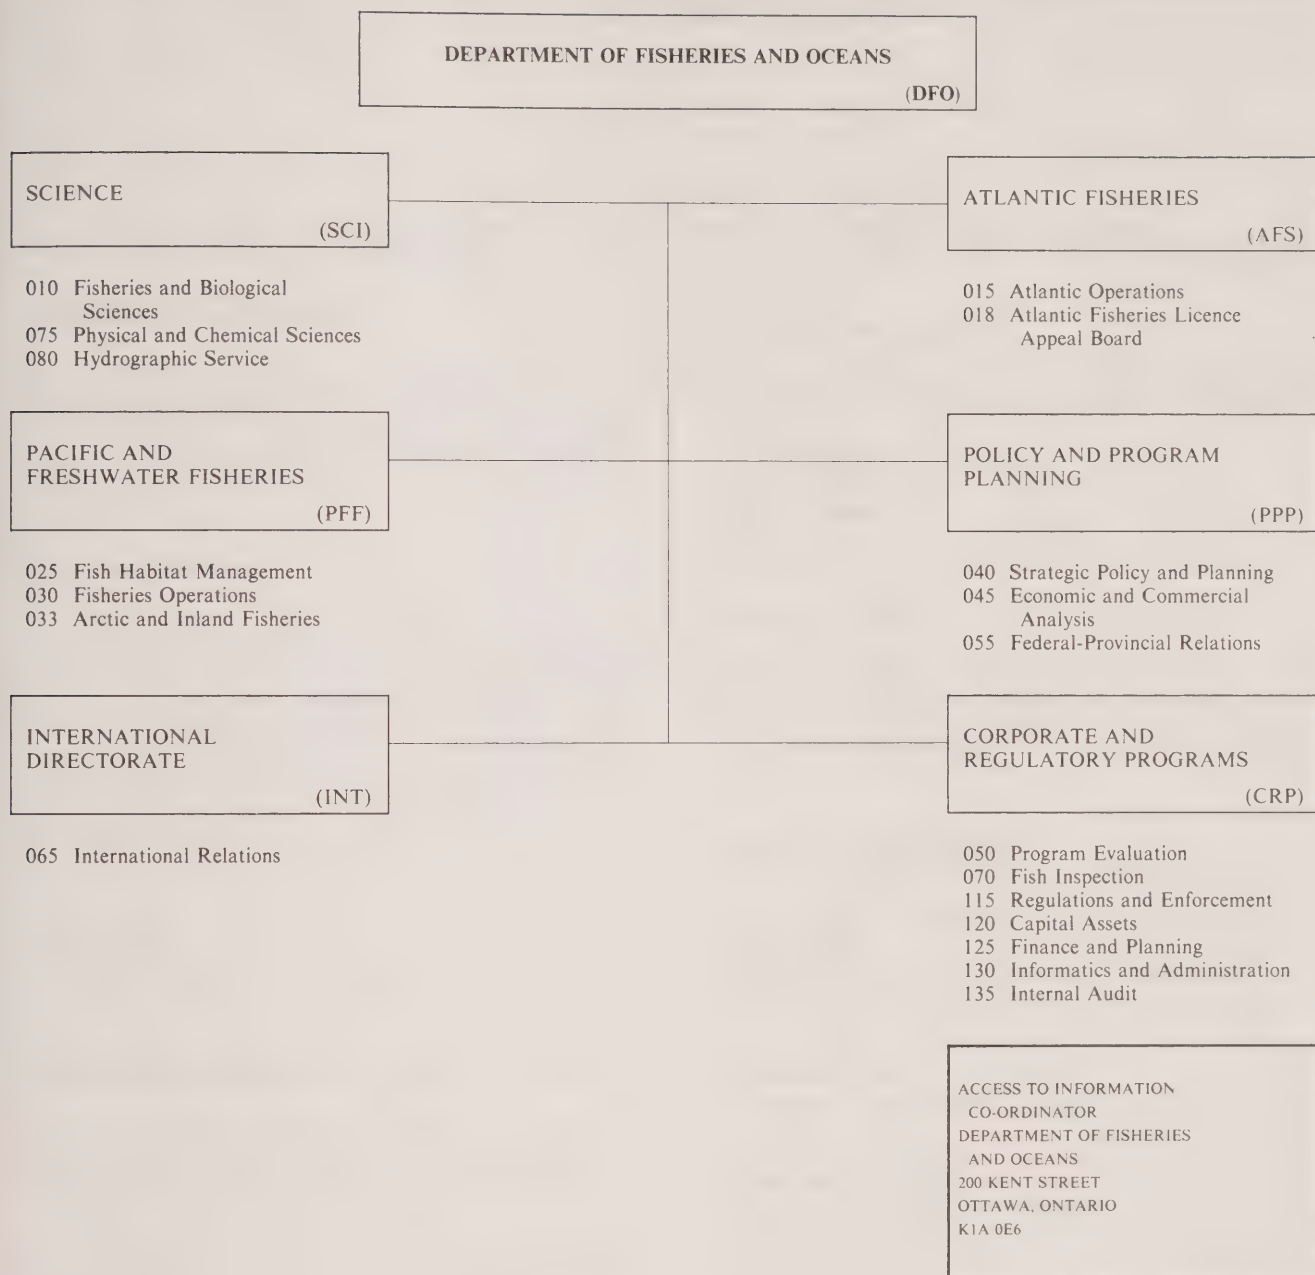 DEPARTMENT OF FISHERIES AND OCEANS
(DFO)
SCIENCE
(SCI)
010 Fisheries and Biological
Sciences
075 Physical and Chemical Sciences
080 Hydrographic Service
ATLANTIC FISHERIES
(AFS)
015 Atlantic Operations
018 Atlantic Fisheries Licence
Appeal Board
PACIFIC AND
FRESHWATER FISHERIES
(PFF)
025 Fish Habitat Management
030 Fisheries Operations
033 Arctic and Inland Fisheries
POLICY AND PROGRAM
PLANNING
(PPP)
040 Strategic Policy and Planning
045 Economic and Commercial
Analysis
055 Federal-Provincial Relations
INTERNATIONAL
DIRECTORATE
(INT)
065 International Relations
CORPORATE AND
REGULATORY PROGRAMS
(CRP)
050 Program Evaluation
070 Fish Inspection
115 Regulations and Enforcement
120 Capital Assets
125 Finance and Planning
130 Informatics and Administration
135 Internal Audit
ACCESS TO INFORMATION
CO-ORDINATOR
DEPARTMENT OF FISHERIES
AND OCEANS
200 KENT STREET
OTTAWA, ONTARIO
K1A 0E6